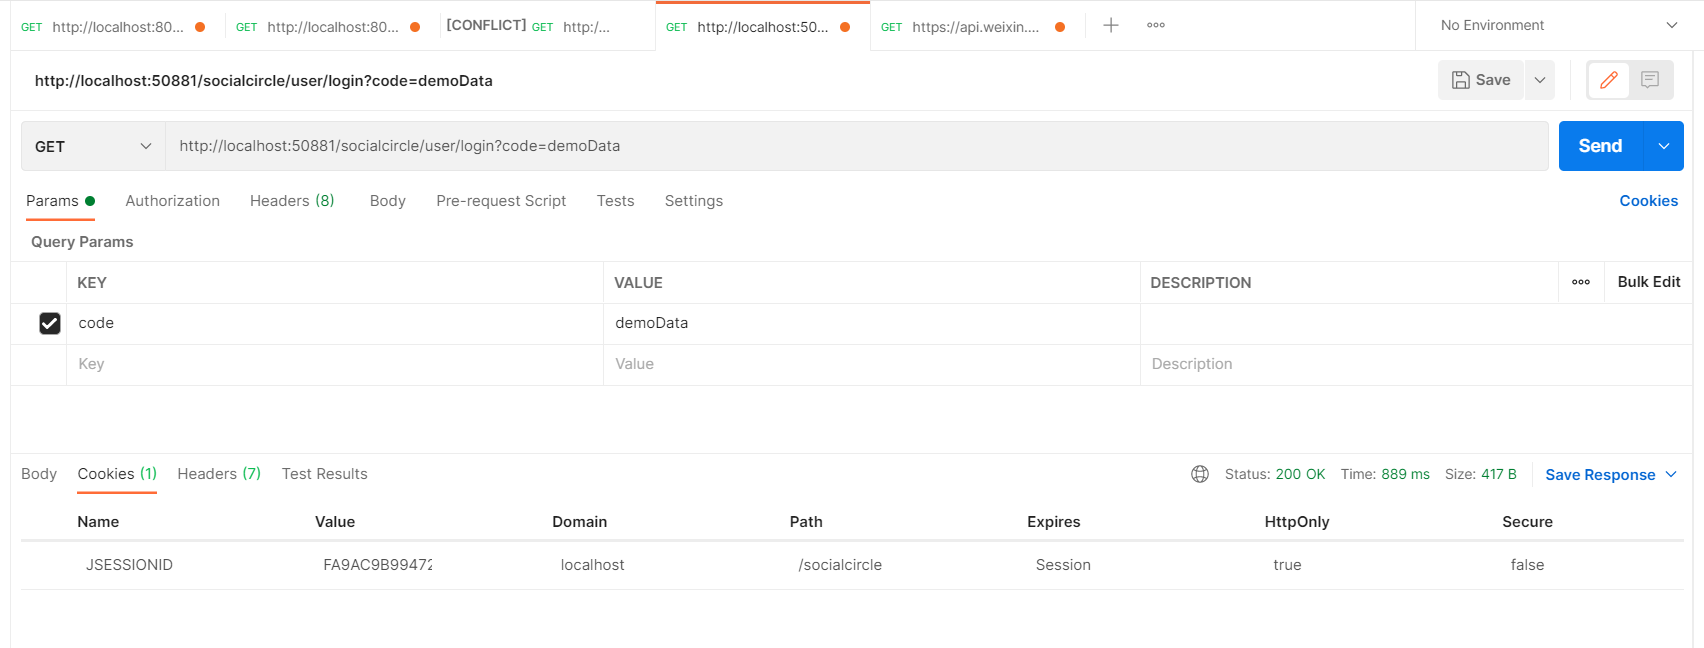 GET http://localhost:80... GET http://localhost:80... [CONFLICT] GET http:/... GET http://localhost:50... GET https://api.weixin.... No Environment
http://localhost:50881/socialcircle/user/login?code=demoData Save
GET http://localhost:50881/socialcircle/user/login?code=demoData Send
Params Authorization Headers (8) Body Pre-request Script Tests Settings Cookies
Query Params
KEY VALUE DESCRIPTION Bulk Edit
code demoData
Key Value Description
Body Cookies (1) Headers (7) Test Results Status: 200 OK Time: 889 ms Size: 417 B Save Response
Name Value Domain Path Expires HttpOnly Secure
JSESSIONID FA9AC9B99472 localhost /socialcircle Session true false